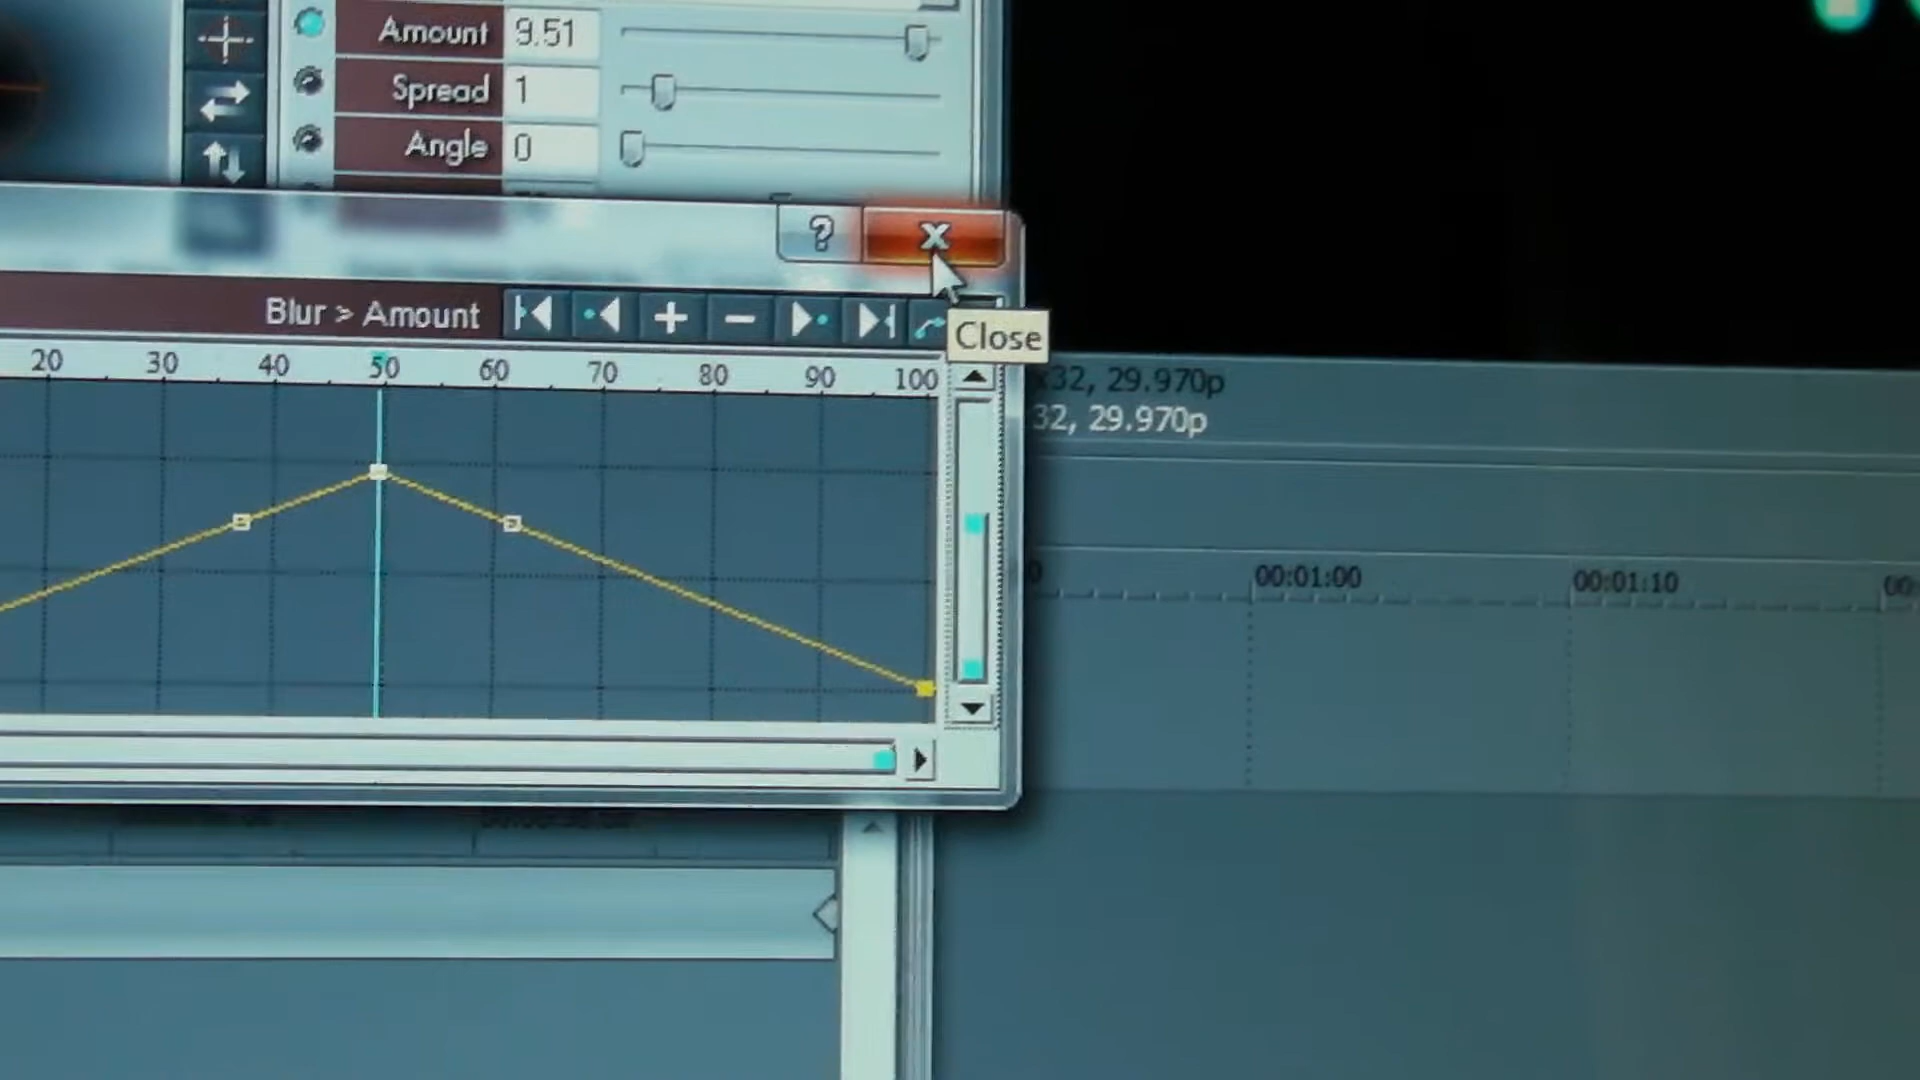 Amount 9.51
Spread 1
Angle 0
?
x
Blur > Amount
Close
20 30 40 50 60 70 80 90 100
x32, 29.970p
32, 29.970p
00:01:00 00:01:10